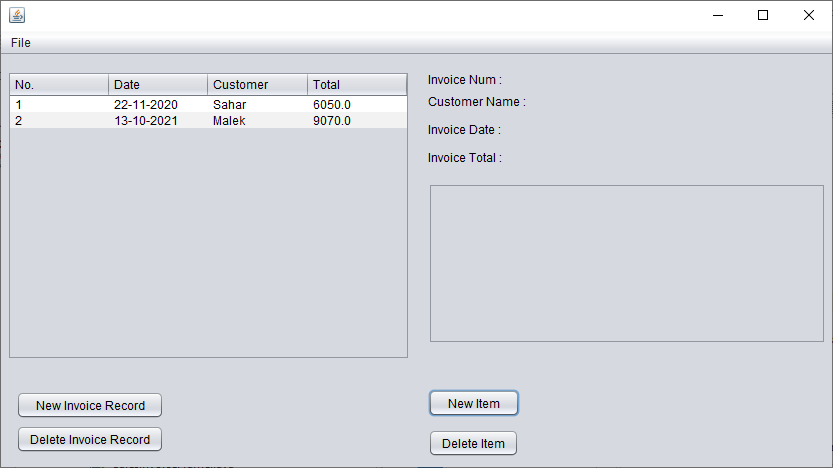 File
No. Date Customer Total
1 22-11-2020 Sahar 6050.0
2 13-10-2021 Malek 9070.0
Invoice Num :
Customer Name :
Invoice Date :
Invoice Total :
New Invoice Record
Delete Invoice Record
New Item
Delete Item